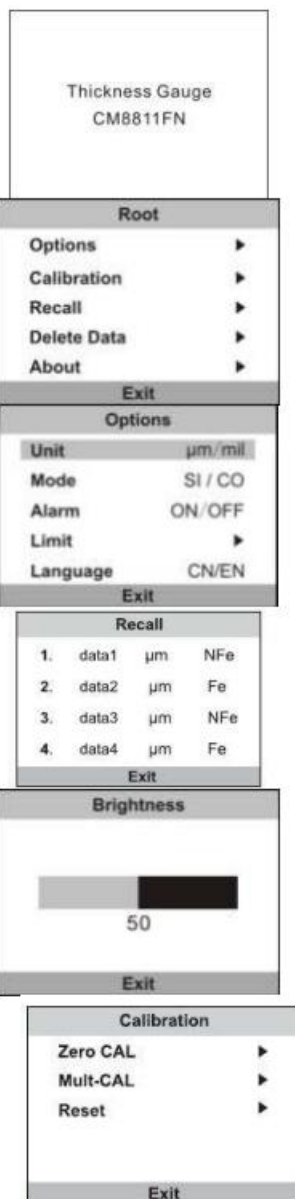 Thickness Gauge
CM8811FN
Root
Options ▶
Calibration ▶
Recall ▶
Delete Data ▶
About ▶
Exit
Options
Unit μm/mil
Mode SI / CO
Alarm ON/OFF
Limit ▶
Language CN/EN
Exit
Recall
1. data1 μm NFe
2. data2 μm Fe
3. data3 μm NFe
4. data4 μm Fe
Exit
Brightness
50
Exit
Calibration
Zero CAL ▶
Mult-CAL ▶
Reset ▶
Exit